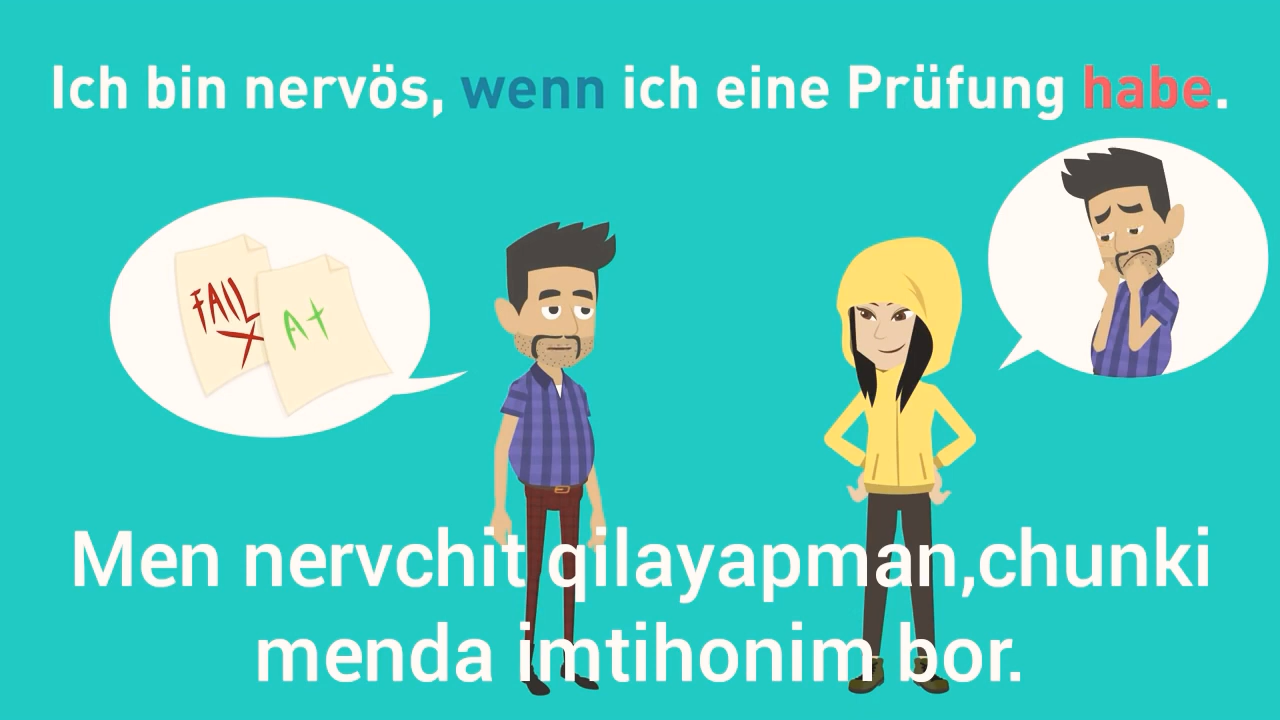 Ich bin nervös, wenn ich eine Prüfung habe.
FAIL
A+
Men nervchit qilayapman,chunki
menda imtihonim bor.